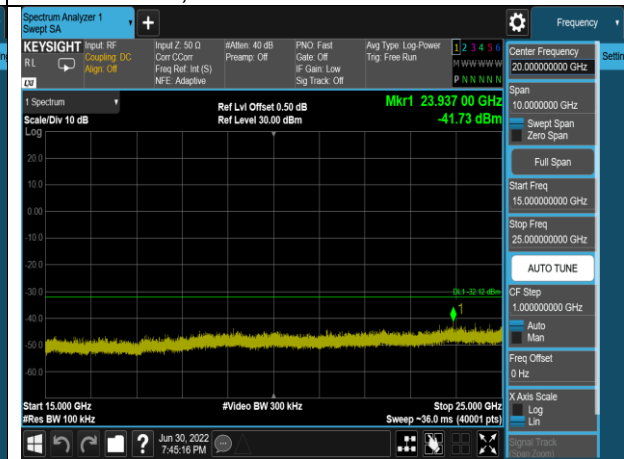 Spectrum Analyzer 1
Swept SA
Frequency
KEYSIGHT
RL
LXI
Input: RF
Coupling: DC
Align: Off
Input Z: 50 Ω
Corr CCorr
Freq Ref: Int (S)
NFE: Adaptive
#Atten: 40 dB
Preamp: Off
PNO: Fast
Gate: Off
IF Gain: Low
Sig Track: Off
Avg Type: Log-Power
Trig: Free Run
1 2 3 4 5 6
M W W W W W
P N N N N N
1 Spectrum
Scale/Div 10 dB
Ref Lvl Offset 0.50 dB
Ref Level 30.00 dBm
Mkr1 23.937 00 GHz
-41.73 dBm
Log
20.0
10.0
0.00
-10.0
-20.0
-30.0
-40.0
-50.0
-60.0
DL1 -32.12 dBm
1
Start 15.000 GHz
#Res BW 100 kHz
#Video BW 300 kHz
Stop 25.000 GHz
Sweep ~36.0 ms (40001 pts)
Jun 30, 2022
7:45:16 PM
?
Center Frequency
20.000000000 GHz
Span
10.0000000 GHz
Swept Span
Zero Span
Full Span
Start Freq
15.000000000 GHz
Stop Freq
25.000000000 GHz
AUTO TUNE
CF Step
1.000000000 GHz
Auto
Man
Freq Offset
0 Hz
X Axis Scale
Log
Lin
Signal Track
(Span Zoom)
Settin